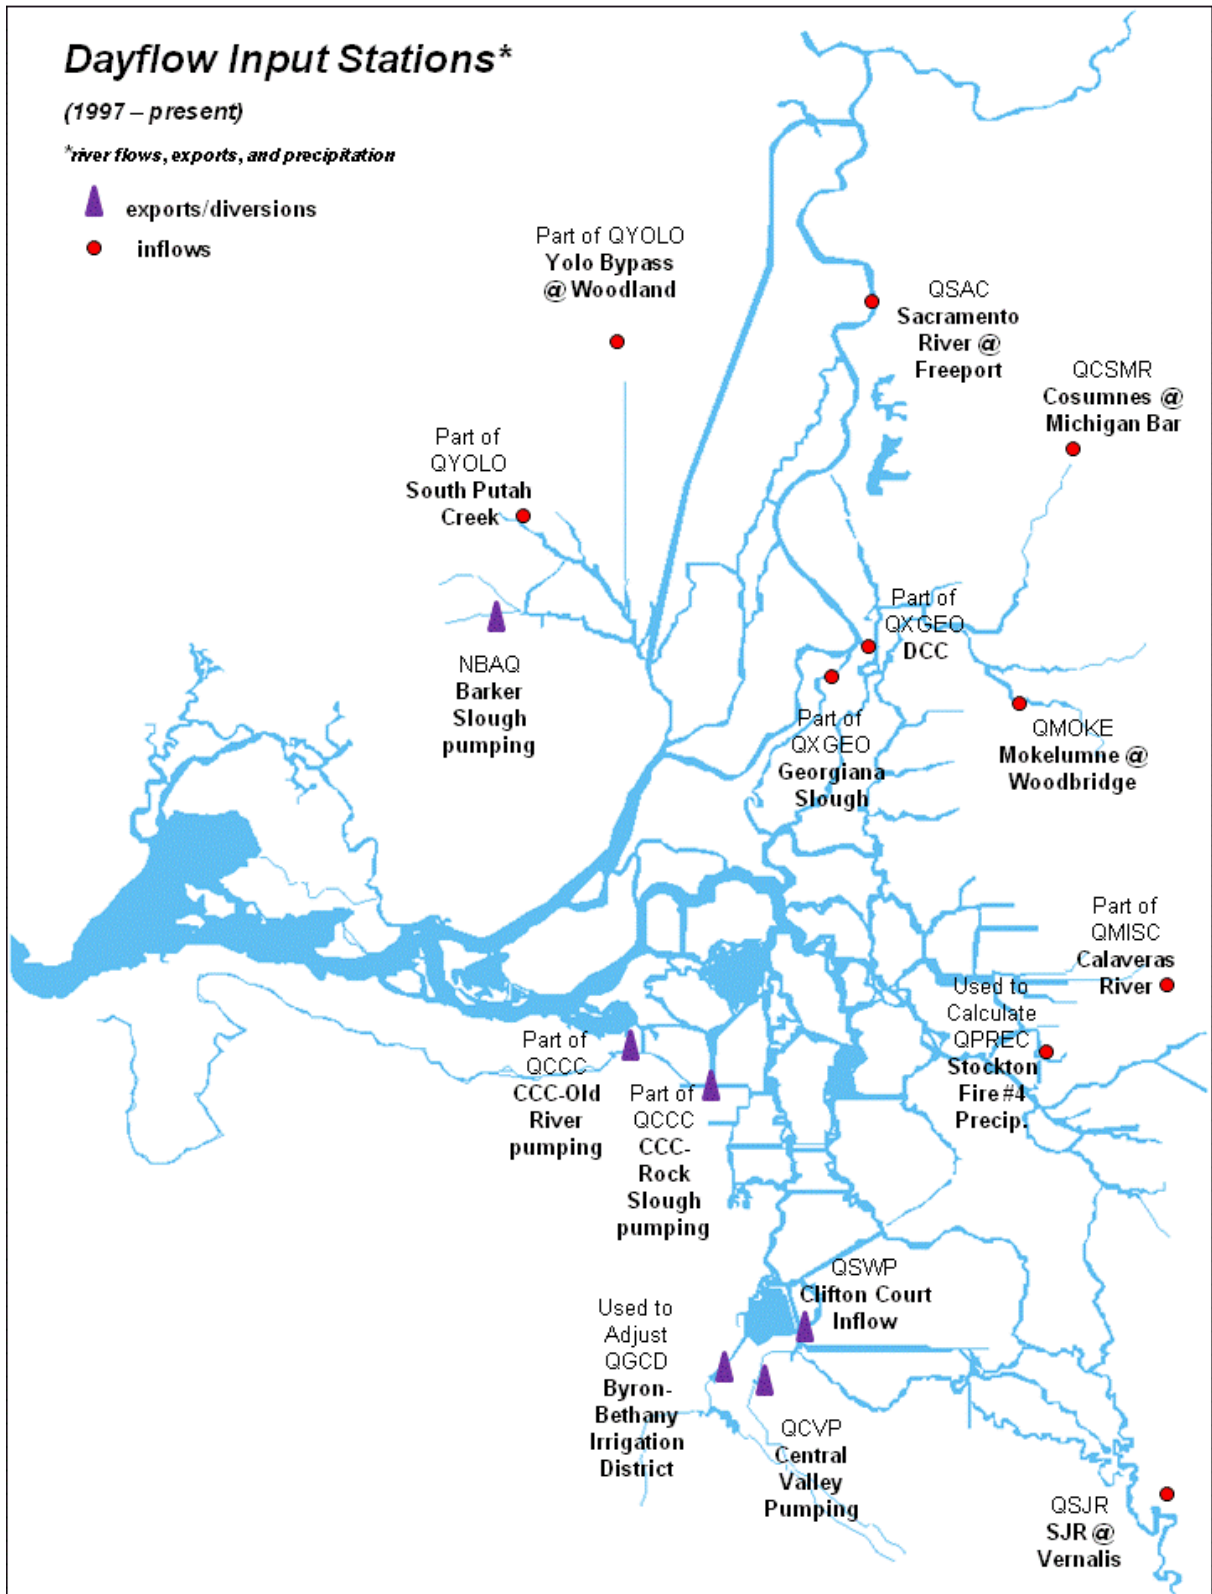 Dayflow Input Stations*
(1997 – present)
*river flows, exports, and precipitation
exports/diversions
inflows
Part of QYOLO
Yolo Bypass
@ Woodland
QSAC
Sacramento
River @
Freeport
QCSMR
Cosumnes @
Michigan Bar
Part of
QYOLO
South Putah
Creek
NBAQ
Barker
Slough
pumping
Part of
QXGEO
DCC
Part of
QXGEO
Georgiana
Slough
QMOKE
Mokelumne @
Woodbridge
Part of
QMISC
Calaveras
River
Used to
Calculate
QPREC
Stockton
Fire #4
Precip.
Part of
QCCC
CCC-Old
River
pumping
Part of
QCCC
CCC-
Rock
Slough
pumping
QSWP
Clifton Court
Inflow
Used to
Adjust
QGCD
Byron-
Bethany
Irrigation
District
QCVP
Central
Valley
Pumping
QSJR
SJR @
Vernalis